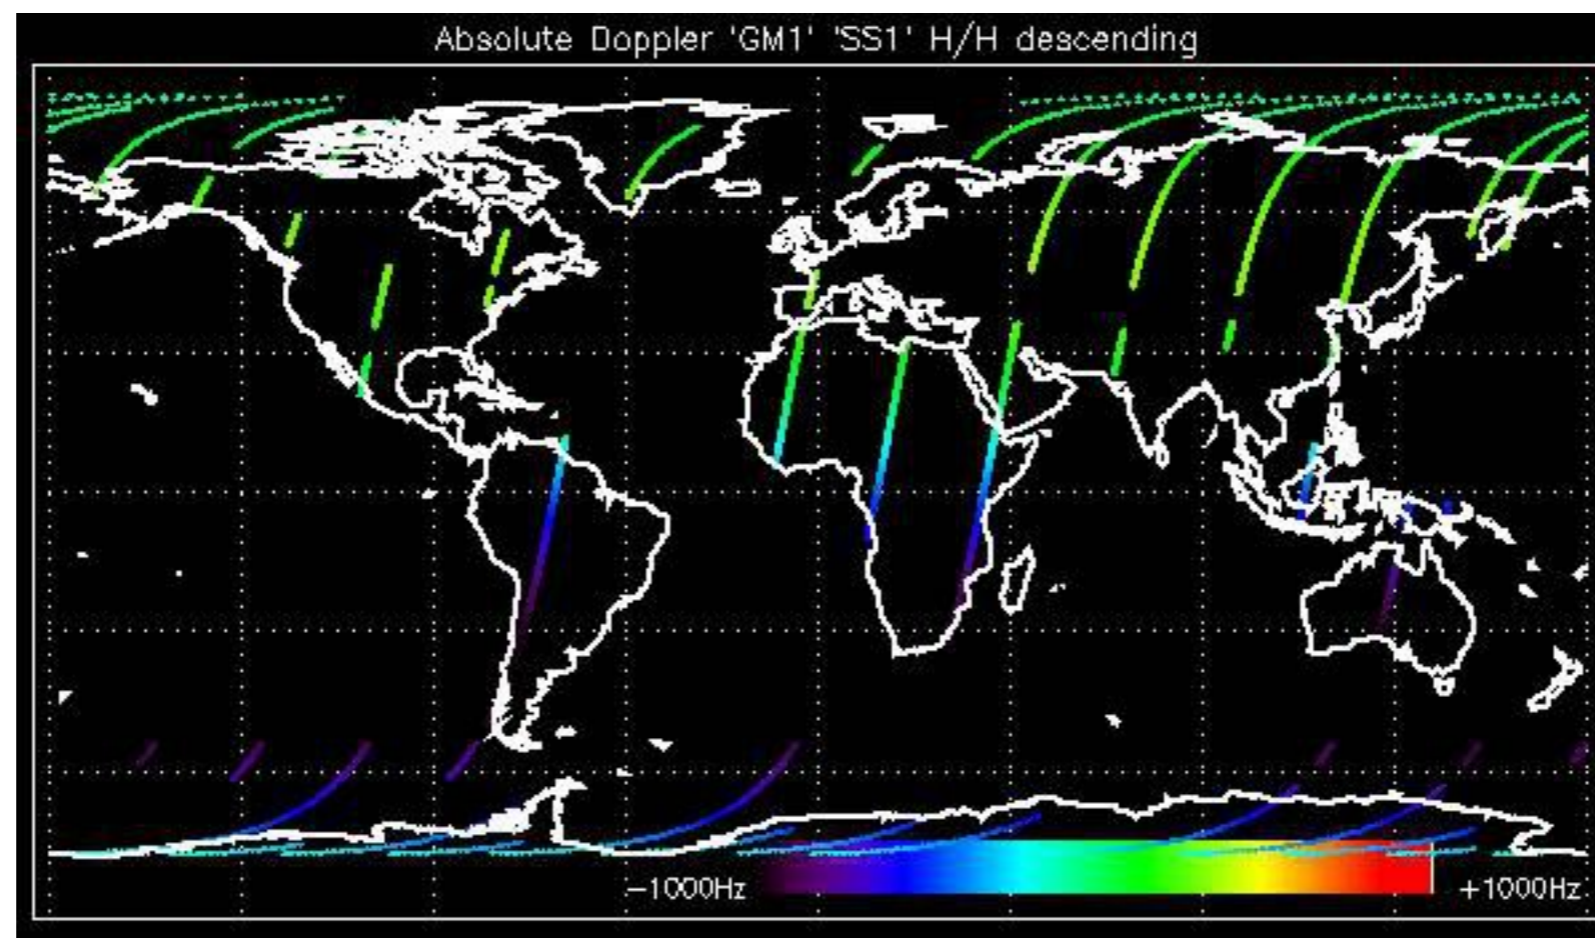 Absolute Doppler 'GM1' 'SS1' H/H descending
-1000Hz
+1000Hz